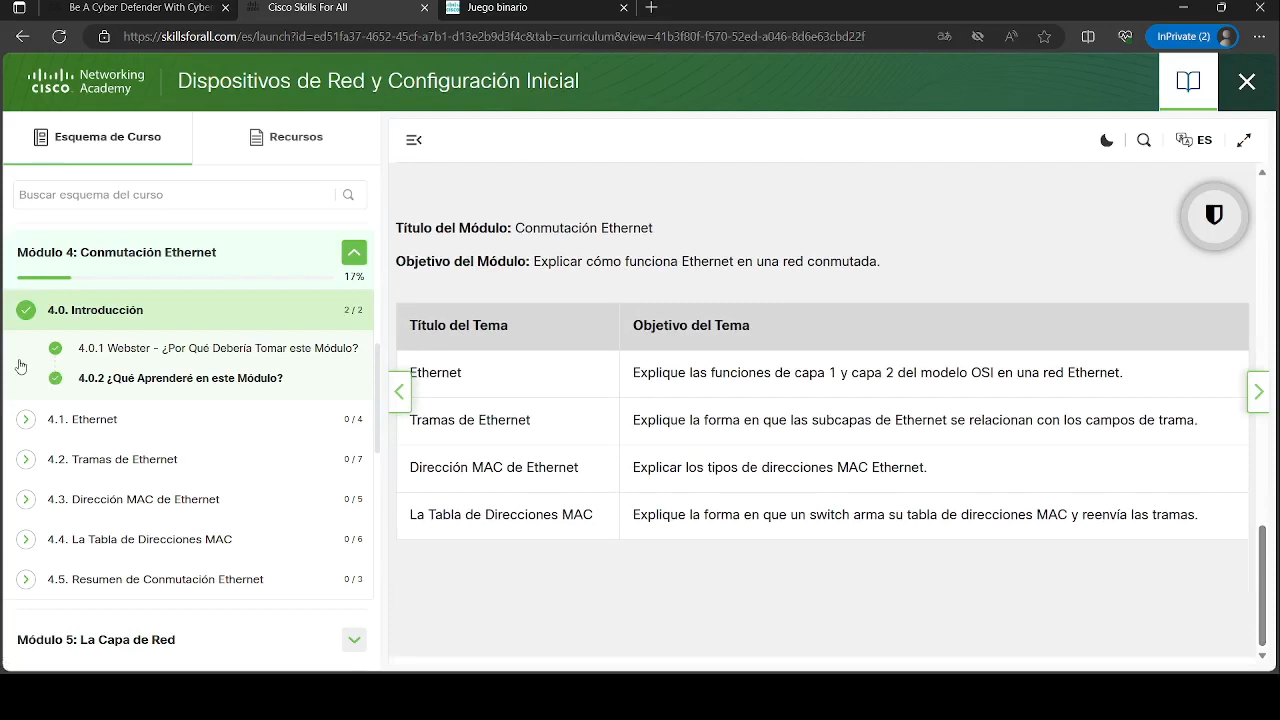 Be A Cyber Defender With Cyber
Cisco Skills For All
Juego binario
https://skillsforall.com/es/launch?id=ed51fa37-4652-45cf-a7b1-d13e2b9d3f4c&tab=curriculum&view=41b3f80f-f570-52ed-a046-8d6e63cbd22f
InPrivate (2)
CISCO Networking Academy
Dispositivos de Red y Configuración Inicial
Esquema de Curso
Recursos
ES
Buscar esquema del curso
Módulo 4: Conmutación Ethernet
17%
4.0. Introducción 2 / 2
4.0.1 Webster - ¿Por Qué Debería Tomar este Módulo?
4.0.2 ¿Qué Aprenderé en este Módulo?
4.1. Ethernet 0 / 4
4.2. Tramas de Ethernet 0 / 7
4.3. Dirección MAC de Ethernet 0 / 5
4.4. La Tabla de Direcciones MAC 0 / 6
4.5. Resumen de Conmutación Ethernet 0 / 3
Módulo 5: La Capa de Red
Título del Módulo: Conmutación Ethernet
Objetivo del Módulo: Explicar cómo funciona Ethernet en una red conmutada.
Título del Tema Objetivo del Tema
Ethernet Explique las funciones de capa 1 y capa 2 del modelo OSI en una red Ethernet.
Tramas de Ethernet Explique la forma en que las subcapas de Ethernet se relacionan con los campos de trama.
Dirección MAC de Ethernet Explicar los tipos de direcciones MAC Ethernet.
La Tabla de Direcciones MAC Explique la forma en que un switch arma su tabla de direcciones MAC y reenvía las tramas.